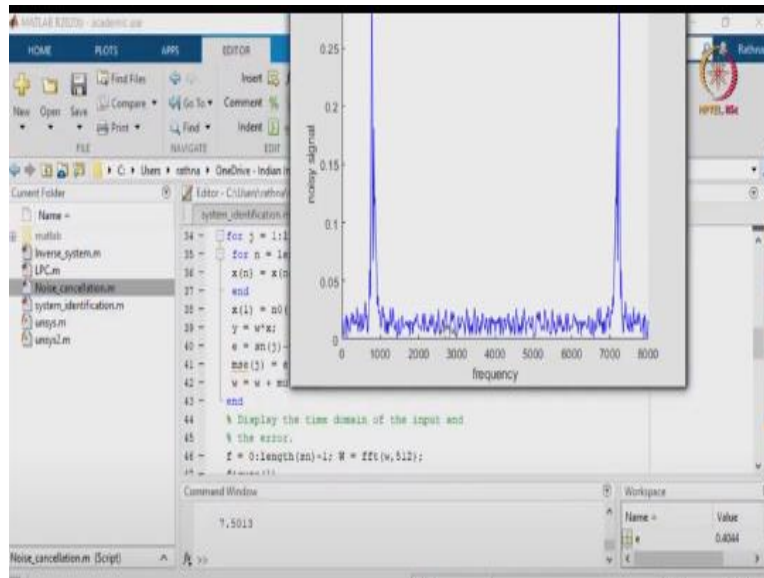 MATLAB R2020b - academic use
HOME PLOTS APPS EDITOR
New Open Save
Find Files
Compare
Print
Go To
Find
Insert
Comment
Indent
FILE NAVIGATE EDIT
Rathna
NPTEL, IISc
C: Users rathna OneDrive - Indian In
Current Folder
Name
matlab
Inverse_system.m
LPC.m
Noise_cancellation.m
system_identification.m
unsys.m
unsys2.m
Noise_cancellation.m (Script)
Editor - C:\Users\rathna\
system_identification.m
34 - for j = 1:1
35 - for n = le
36 - x(n) = x(n
37 - end
38 - x(1) = n0(
39 - y = w*x;
40 - e = sn(j)-
41 - mse(j) = e
42 - w = w + mu
43 - end
44 % Display the time domain of the input and
45 % the error.
46 - f = 0:length(sn)-1; W = fft(w,512);
noisy signal
0.25
0.2
0.15
0.1
0.05
0
0 1000 2000 3000 4000 5000 6000 7000 8000
frequency
Command Window
7.5013
fx >>
Workspace
Name Value
e 0.4044